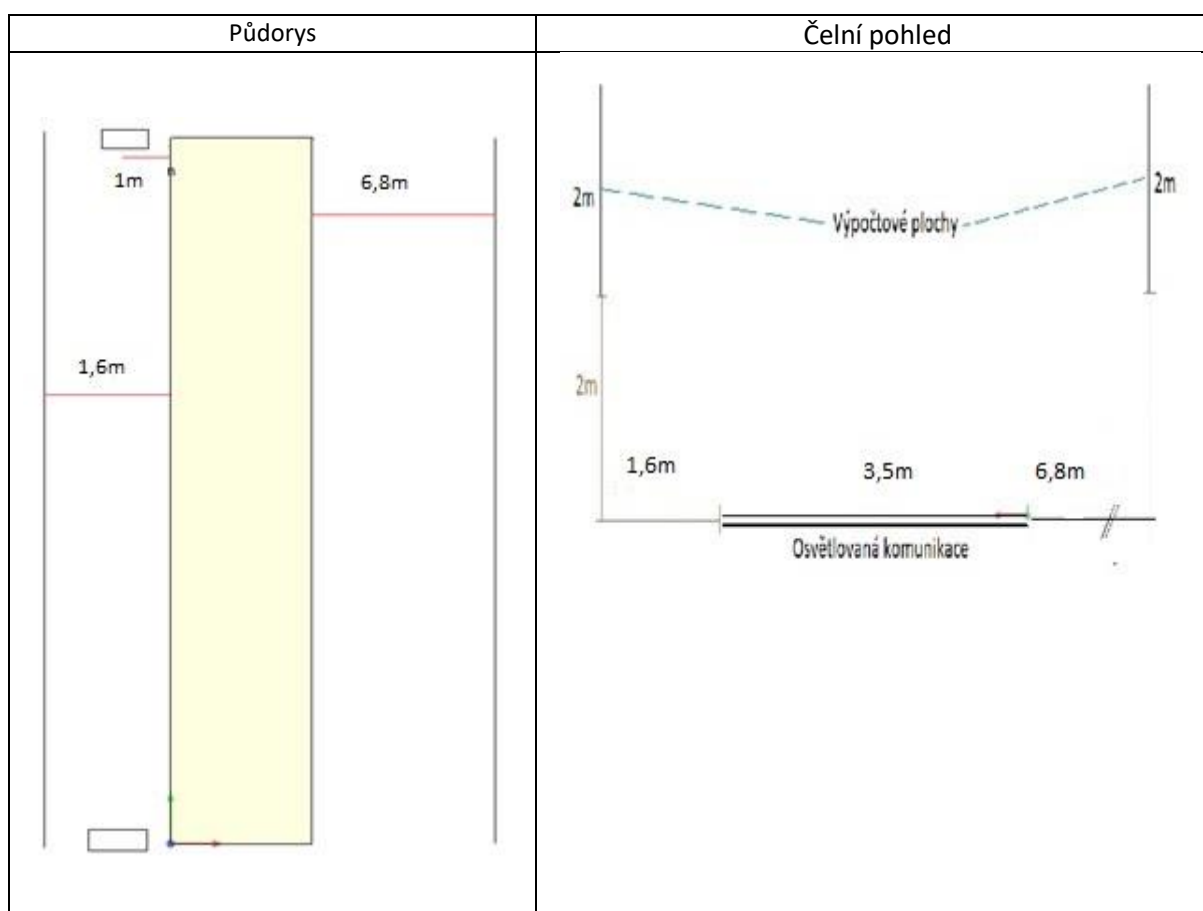 Půdorys
Čelní pohled
1m
6,8m
1,6m
2m
2m
Výpočtové plochy
2m
1,6m
3,5m
6,8m
Osvětlovaná komunikace